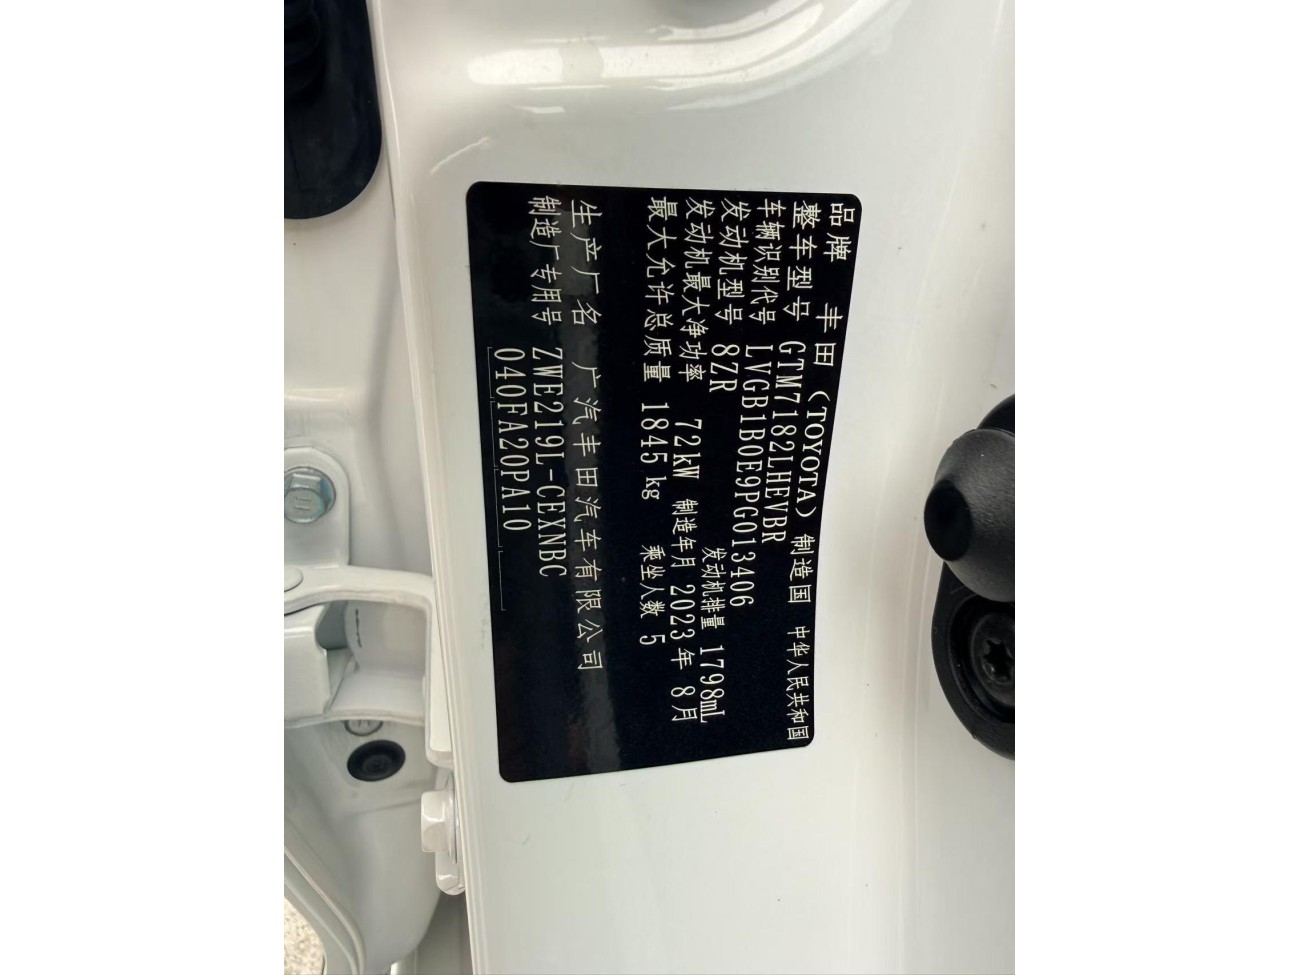 品牌 丰田（TOYOTA） 制造国 中华人民共和国
整车型号 GTM7182LHEVBR
车辆识别代号 LVGB1B0E9PG013406
发动机型号 8ZR 发动机排量 1798mL
发动机最大净功率 72kW 制造年月 2023年8月
最大允许总质量 1845kg 乘坐人数 5
生产厂名 广汽丰田汽车有限公司
制造厂专用号 ZWE219L-CEXNBC
040FA20PA10